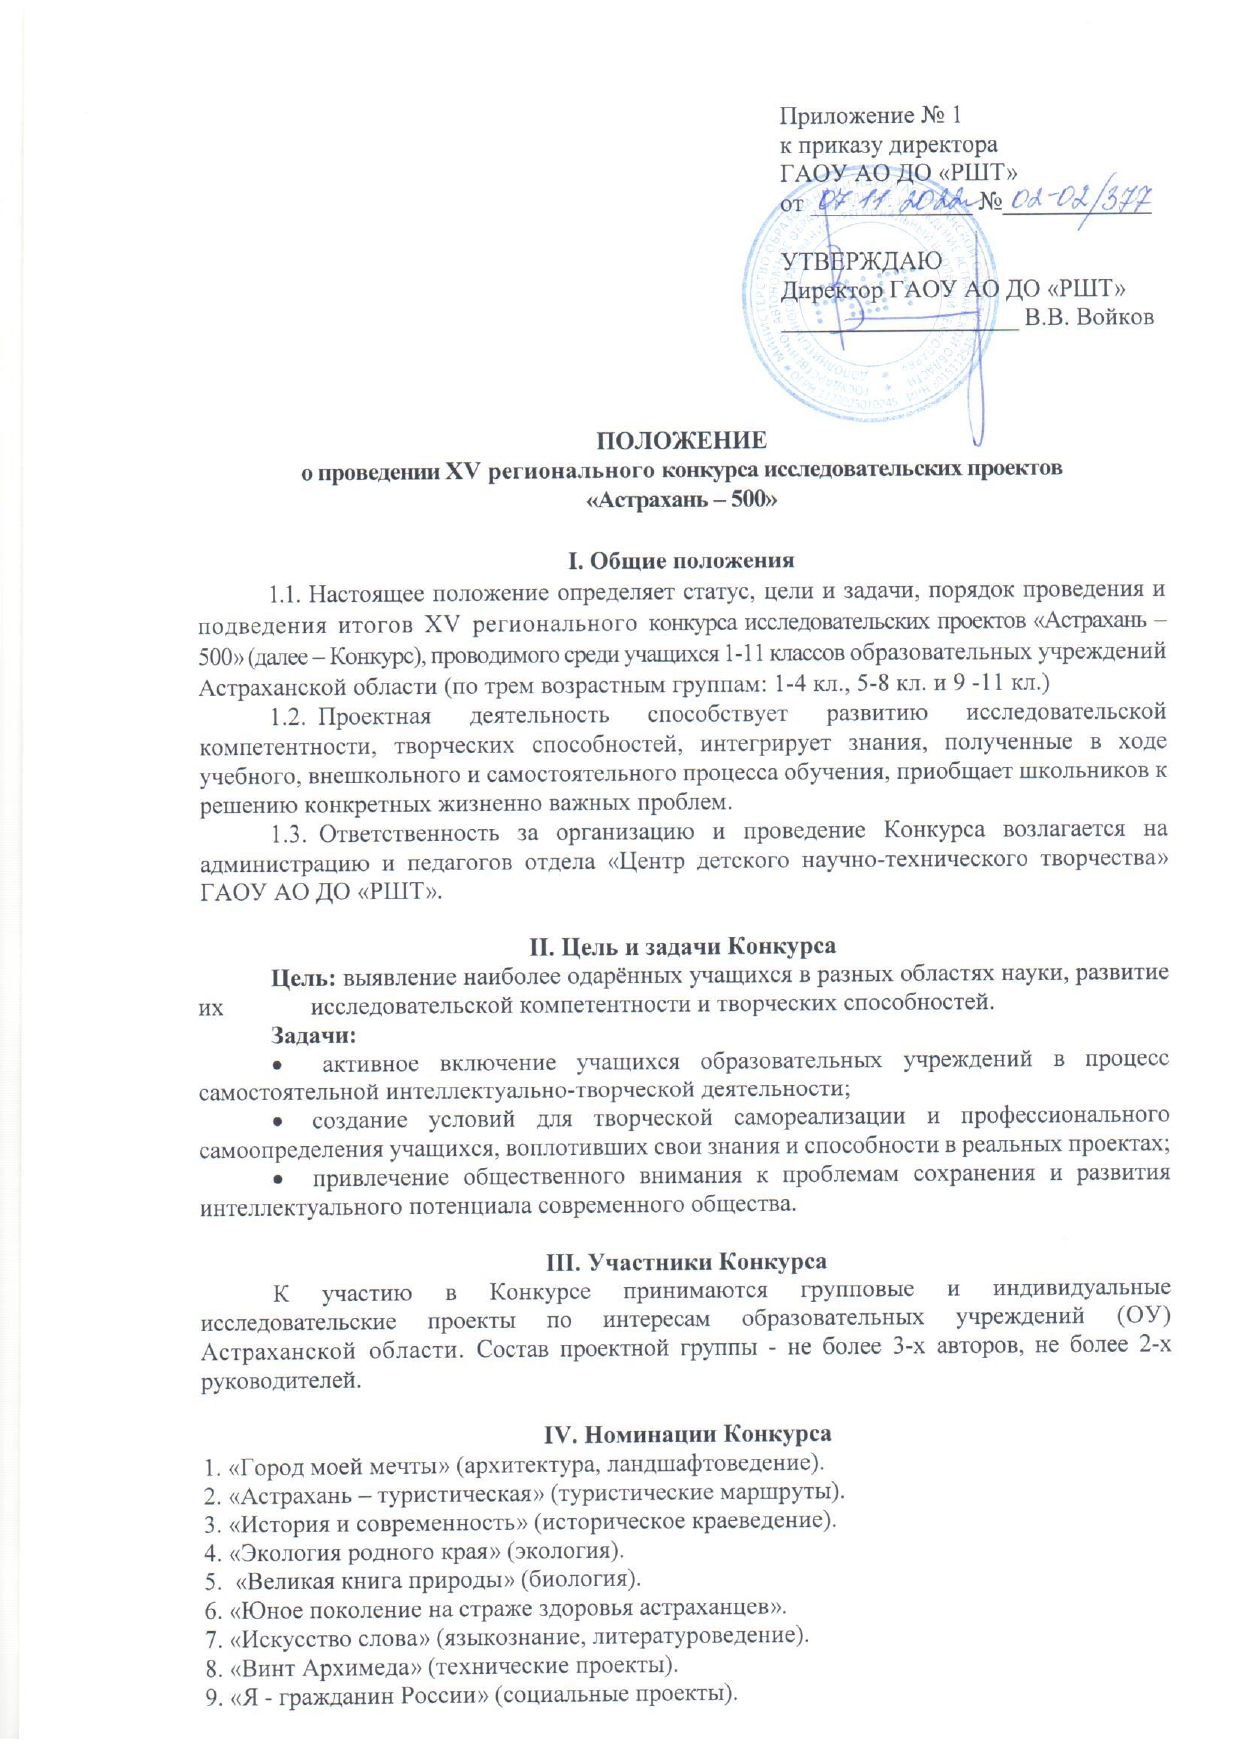 Приложение № 1
к приказу директора
ГАОУ АО ДО «РШТ»
от 07.11.2022 № 02-02/377
УТВЕРЖДАЮ
Директор ГАОУ АО ДО «РШТ»
В.В. Войков
ПОЛОЖЕНИЕ
о проведении XV регионального конкурса исследовательских проектов
«Астрахань – 500»
I. Общие положения
1.1. Настоящее положение определяет статус, цели и задачи, порядок проведения и
подведения итогов XV регионального конкурса исследовательских проектов «Астрахань –
500» (далее – Конкурс), проводимого среди учащихся 1-11 классов образовательных учреждений
Астраханской области (по трем возрастным группам: 1-4 кл., 5-8 кл. и 9 -11 кл.)
1.2. Проектная деятельность способствует развитию исследовательской
компетентности, творческих способностей, интегрирует знания, полученные в ходе
учебного, внешкольного и самостоятельного процесса обучения, приобщает школьников к
решению конкретных жизненно важных проблем.
1.3. Ответственность за организацию и проведение Конкурса возлагается на
администрацию и педагогов отдела «Центр детского научно-технического творчества»
ГАОУ АО ДО «РШТ».
II. Цель и задачи Конкурса
Цель: выявление наиболее одарённых учащихся в разных областях науки, развитие
их исследовательской компетентности и творческих способностей.
Задачи:
• активное включение учащихся образовательных учреждений в процесс
самостоятельной интеллектуально-творческой деятельности;
• создание условий для творческой самореализации и профессионального
самоопределения учащихся, воплотивших свои знания и способности в реальных проектах;
• привлечение общественного внимания к проблемам сохранения и развития
интеллектуального потенциала современного общества.
III. Участники Конкурса
К участию в Конкурсе принимаются групповые и индивидуальные
исследовательские проекты по интересам образовательных учреждений (ОУ)
Астраханской области. Состав проектной группы - не более 3-х авторов, не более 2-х
руководителей.
IV. Номинации Конкурса
1. «Город моей мечты» (архитектура, ландшафтоведение).
2. «Астрахань – туристическая» (туристические маршруты).
3. «История и современность» (историческое краеведение).
4. «Экология родного края» (экология).
5. «Великая книга природы» (биология).
6. «Юное поколение на страже здоровья астраханцев».
7. «Искусство слова» (языкознание, литературоведение).
8. «Винт Архимеда» (технические проекты).
9. «Я - гражданин России» (социальные проекты).